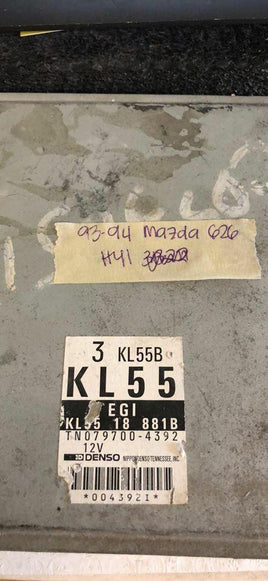 93-94 Mazda 626
H41
3 KL55B
KL55
EGI
KL55 18 881B
TN079700-4392
12V
DENSO NIPPONDENSO TENNESSEE, INC.
*004392I*